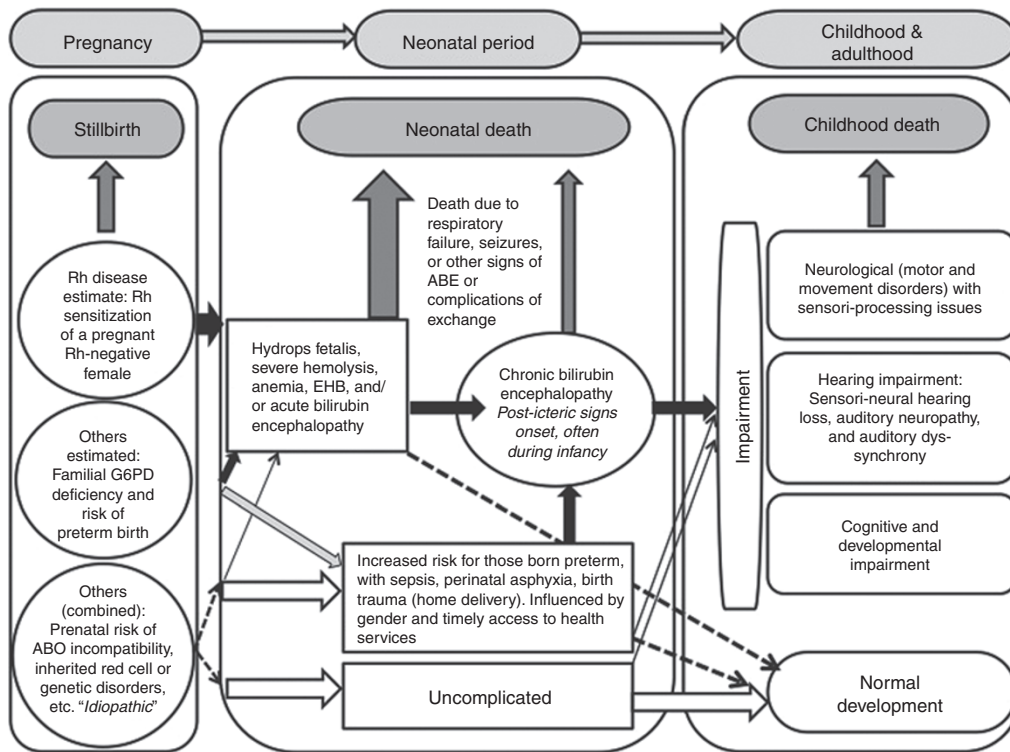 Pregnancy
Neonatal period
Childhood &
adulthood
Stillbirth
Rh disease
estimate: Rh
sensitization
of a pregnant
Rh-negative
female
Others
estimated:
Familial G6PD
deficiency and
risk of
preterm birth
Others
(combined):
Prenatal risk of
ABO incompatibility,
inherited red cell or
genetic disorders,
etc. “Idiopathic”
Neonatal death
Death due to
respiratory
failure, seizures,
or other signs of
ABE or
complications of
exchange
Hydrops fetalis,
severe hemolysis,
anemia, EHB, and/
or acute bilirubin
encephalopathy
Chronic bilirubin
encephalopathy
Post-icteric signs
onset, often
during infancy
Increased risk for those born preterm,
with sepsis, perinatal asphyxia, birth
trauma (home delivery). Influenced by
gender and timely access to health
services
Uncomplicated
Childhood death
Impairment
Neurological (motor and
movement disorders) with
sensori-processing issues
Hearing impairment:
Sensori-neural hearing
loss, auditory neuropathy,
and auditory dys-
synchrony
Cognitive and
developmental
impairment
Normal
development